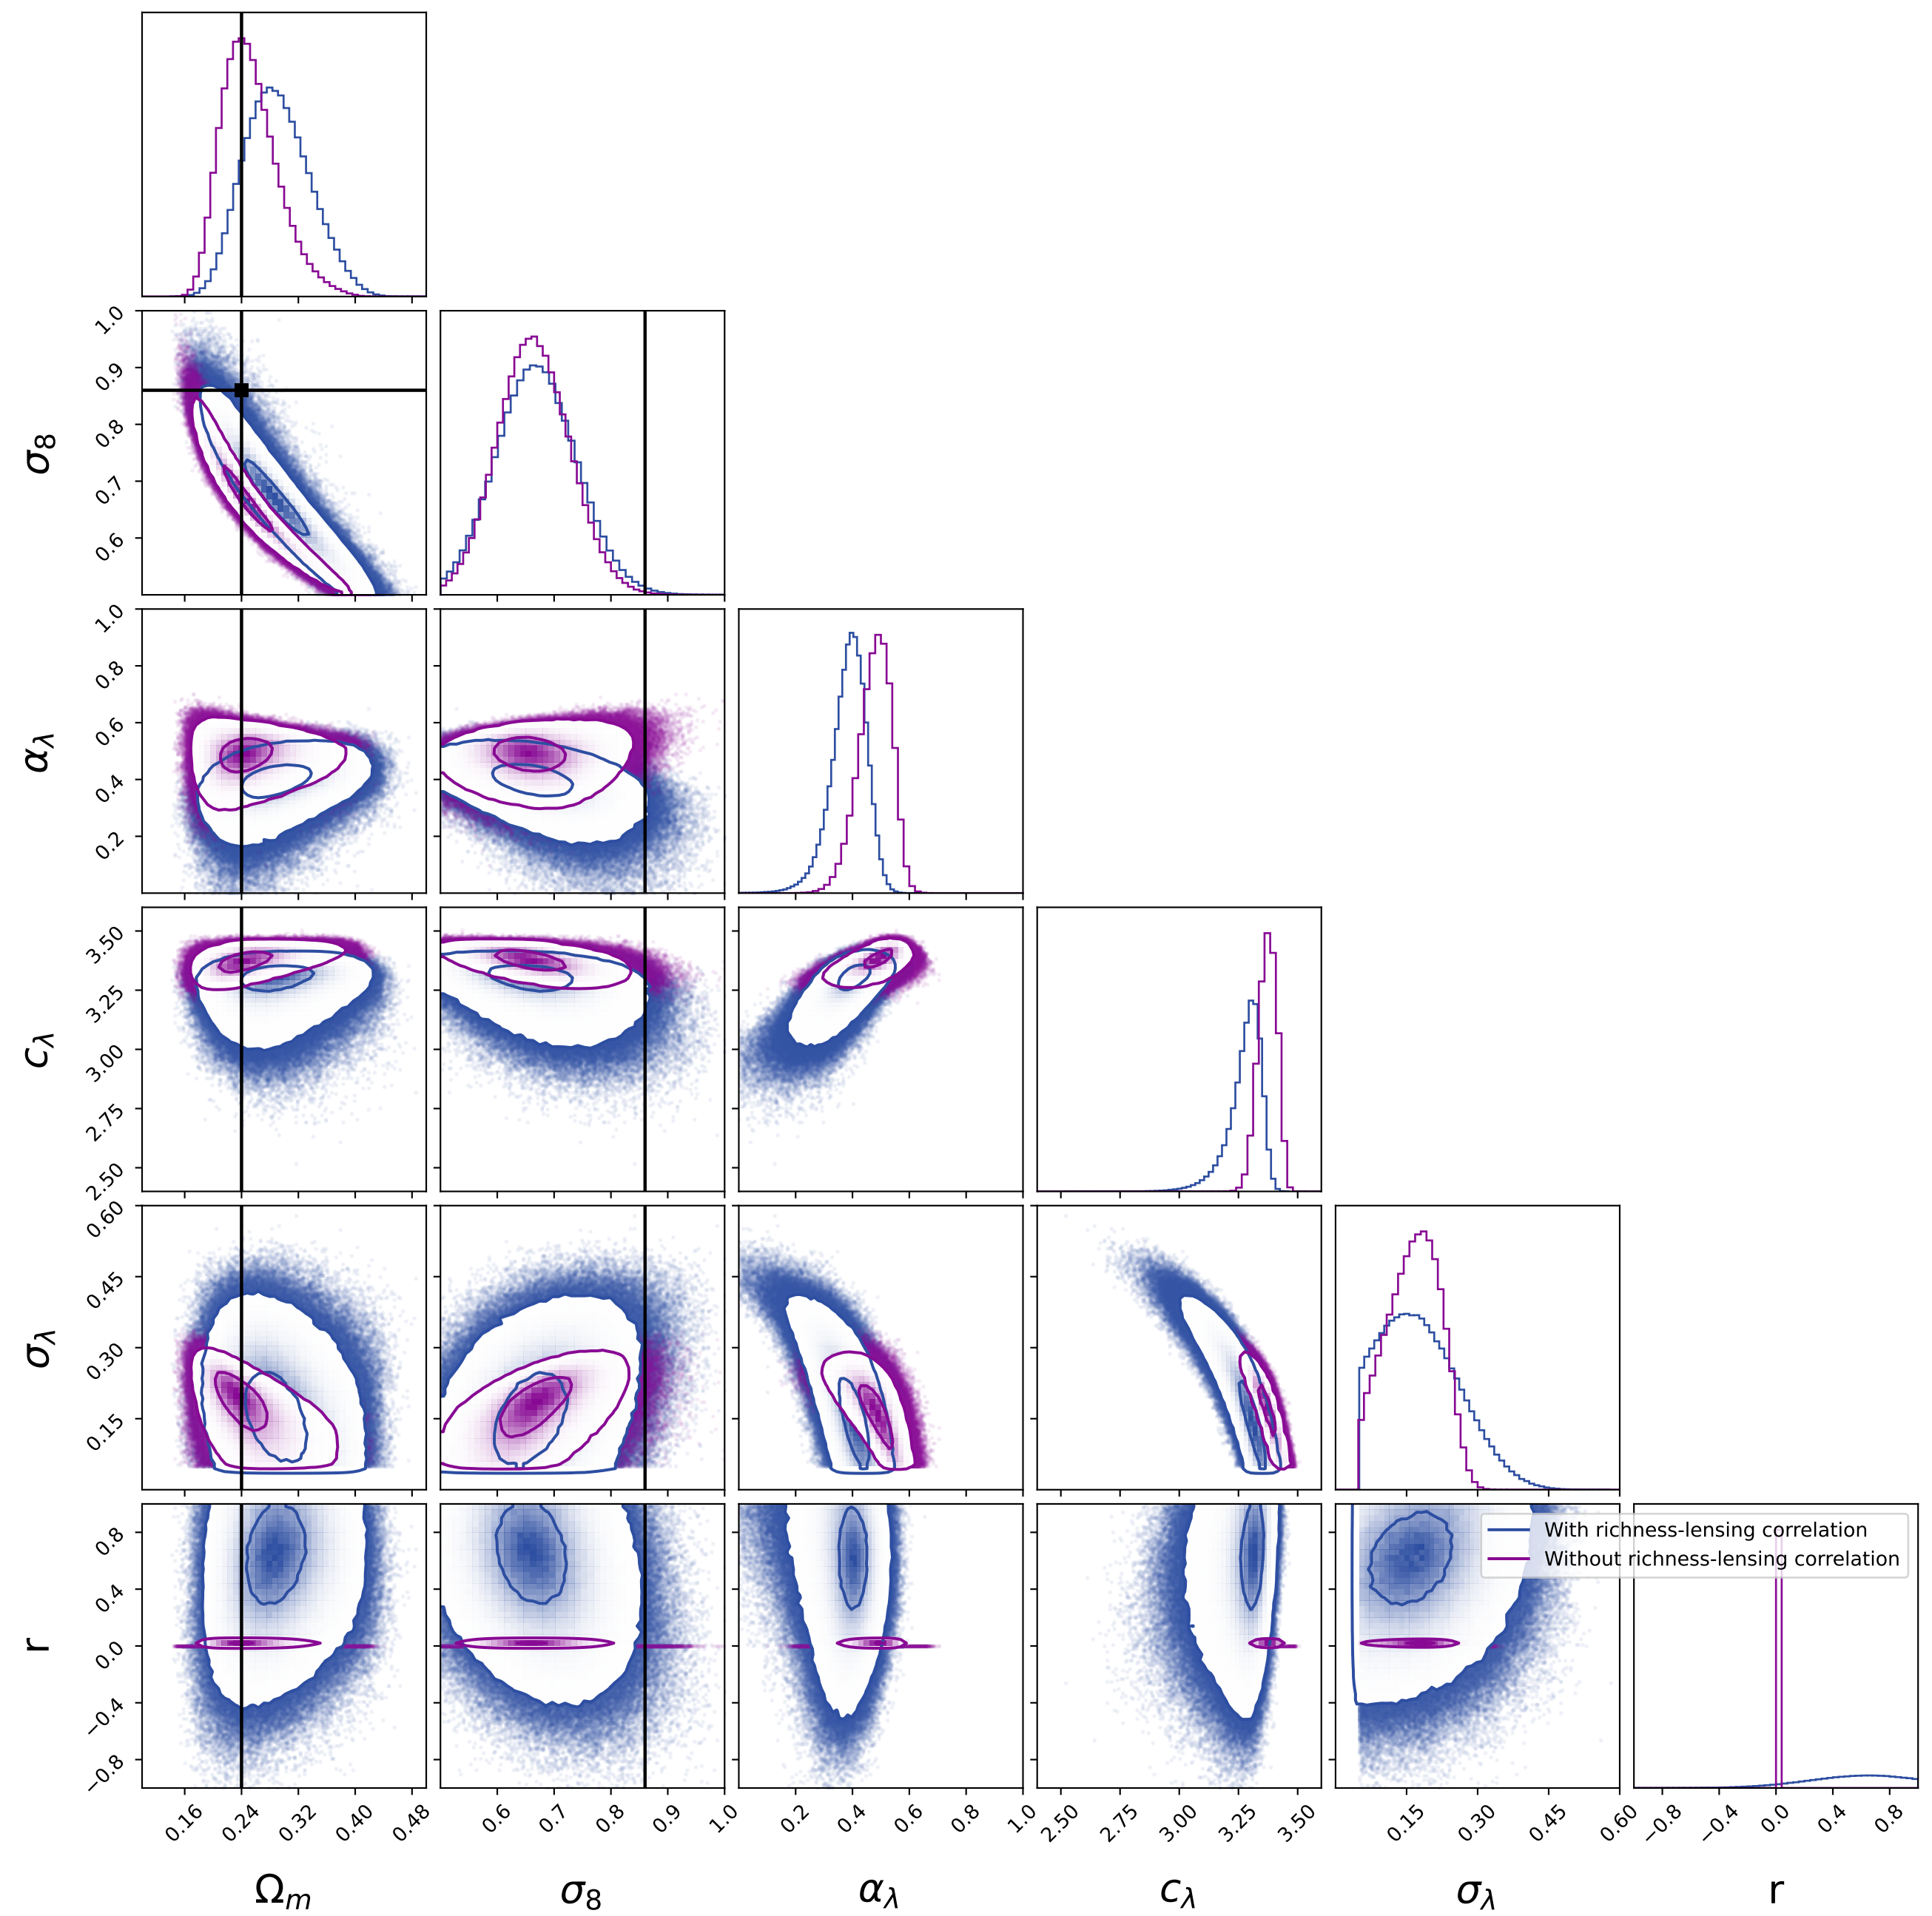 σ8
1.0
0.9
0.8
0.7
0.6
αλ
1.0
0.8
0.6
0.4
0.2
cλ
3.50
3.25
3.00
2.75
2.50
σλ
0.60
0.45
0.30
0.15
r
0.8
0.4
0.0
−0.4
−0.8
With richness-lensing correlation
Without richness-lensing correlation
0.16 0.24 0.32 0.40 0.48
0.6 0.7 0.8 0.9 1.0
0.2 0.4 0.6 0.8 1.0
2.50 2.75 3.00 3.25 3.50
0.15 0.30 0.45 0.60
−0.8 −0.4 0.0 0.4 0.8
Ωm σ8 αλ cλ σλ r